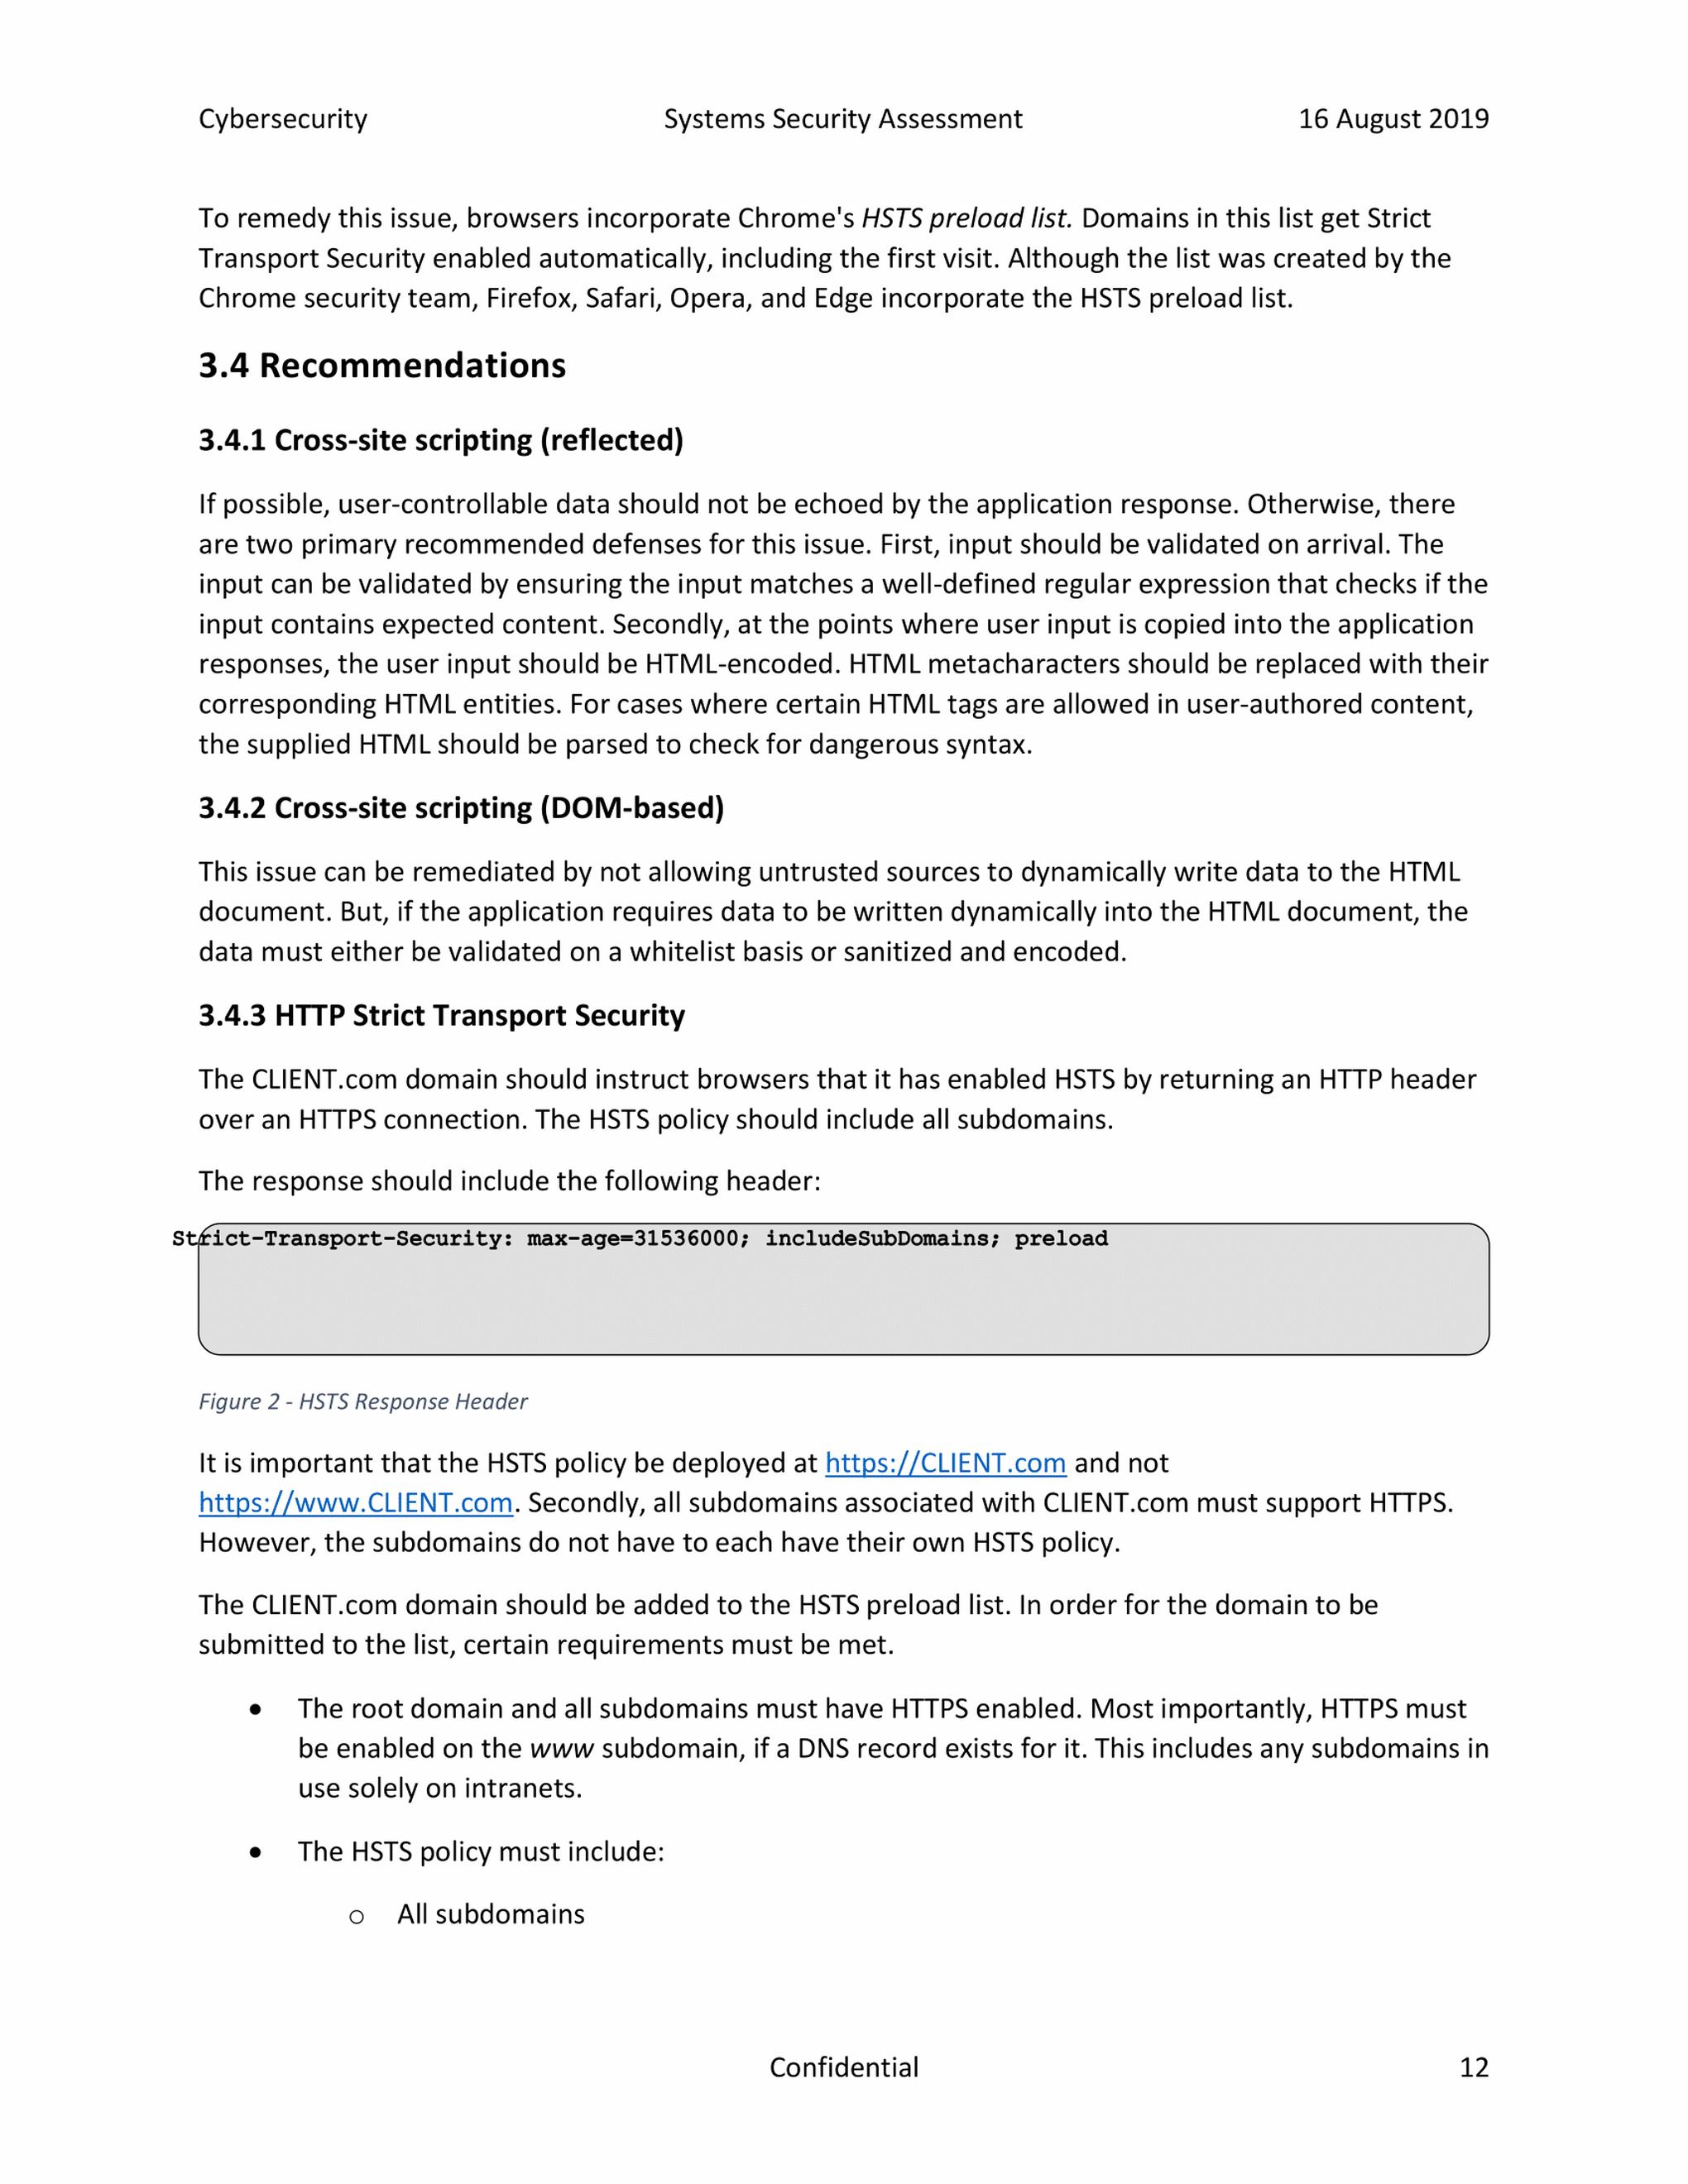 Cybersecurity Systems Security Assessment 16 August 2019
To remedy this issue, browsers incorporate Chrome's HSTS preload list. Domains in this list get Strict
Transport Security enabled automatically, including the first visit. Although the list was created by the
Chrome security team, Firefox, Safari, Opera, and Edge incorporate the HSTS preload list.
3.4 Recommendations
3.4.1 Cross-site scripting (reflected)
If possible, user-controllable data should not be echoed by the application response. Otherwise, there
are two primary recommended defenses for this issue. First, input should be validated on arrival. The
input can be validated by ensuring the input matches a well-defined regular expression that checks if the
input contains expected content. Secondly, at the points where user input is copied into the application
responses, the user input should be HTML-encoded. HTML metacharacters should be replaced with their
corresponding HTML entities. For cases where certain HTML tags are allowed in user-authored content,
the supplied HTML should be parsed to check for dangerous syntax.
3.4.2 Cross-site scripting (DOM-based)
This issue can be remediated by not allowing untrusted sources to dynamically write data to the HTML
document. But, if the application requires data to be written dynamically into the HTML document, the
data must either be validated on a whitelist basis or sanitized and encoded.
3.4.3 HTTP Strict Transport Security
The CLIENT.com domain should instruct browsers that it has enabled HSTS by returning an HTTP header
over an HTTPS connection. The HSTS policy should include all subdomains.
The response should include the following header:
Strict-Transport-Security: max-age=31536000; includeSubDomains; preload
Figure 2 - HSTS Response Header
It is important that the HSTS policy be deployed at https://CLIENT.com and not
https://www.CLIENT.com. Secondly, all subdomains associated with CLIENT.com must support HTTPS.
However, the subdomains do not have to each have their own HSTS policy.
The CLIENT.com domain should be added to the HSTS preload list. In order for the domain to be
submitted to the list, certain requirements must be met.
• The root domain and all subdomains must have HTTPS enabled. Most importantly, HTTPS must
be enabled on the www subdomain, if a DNS record exists for it. This includes any subdomains in
use solely on intranets.
• The HSTS policy must include:
o All subdomains
Confidential 12